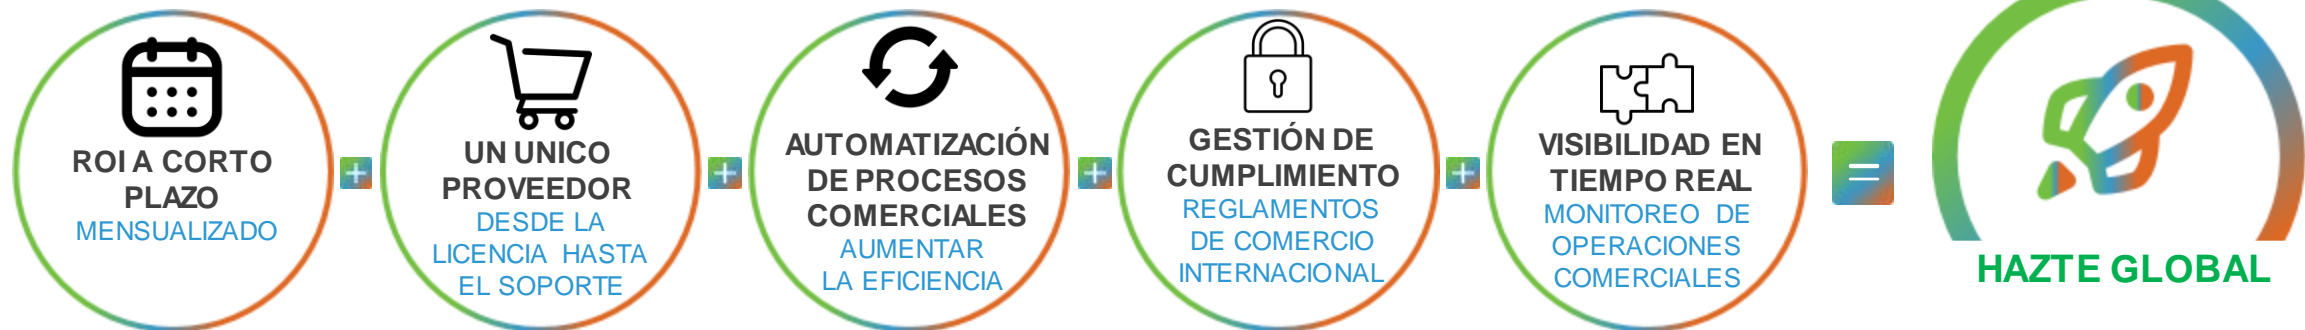 ROI A CORTO
PLAZO
MENSUALIZADO
+
UN UNICO
PROVEEDOR
DESDE LA
LICENCIA HASTA
EL SOPORTE
+
AUTOMATIZACIÓN
DE PROCESOS
COMERCIALES
AUMENTAR
LA EFICIENCIA
+
GESTIÓN DE
CUMPLIMIENTO
REGLAMENTOS
DE COMERCIO
INTERNACIONAL
+
VISIBILIDAD EN
TIEMPO REAL
MONITOREO DE
OPERACIONES
COMERCIALES
=
HAZTE GLOBAL